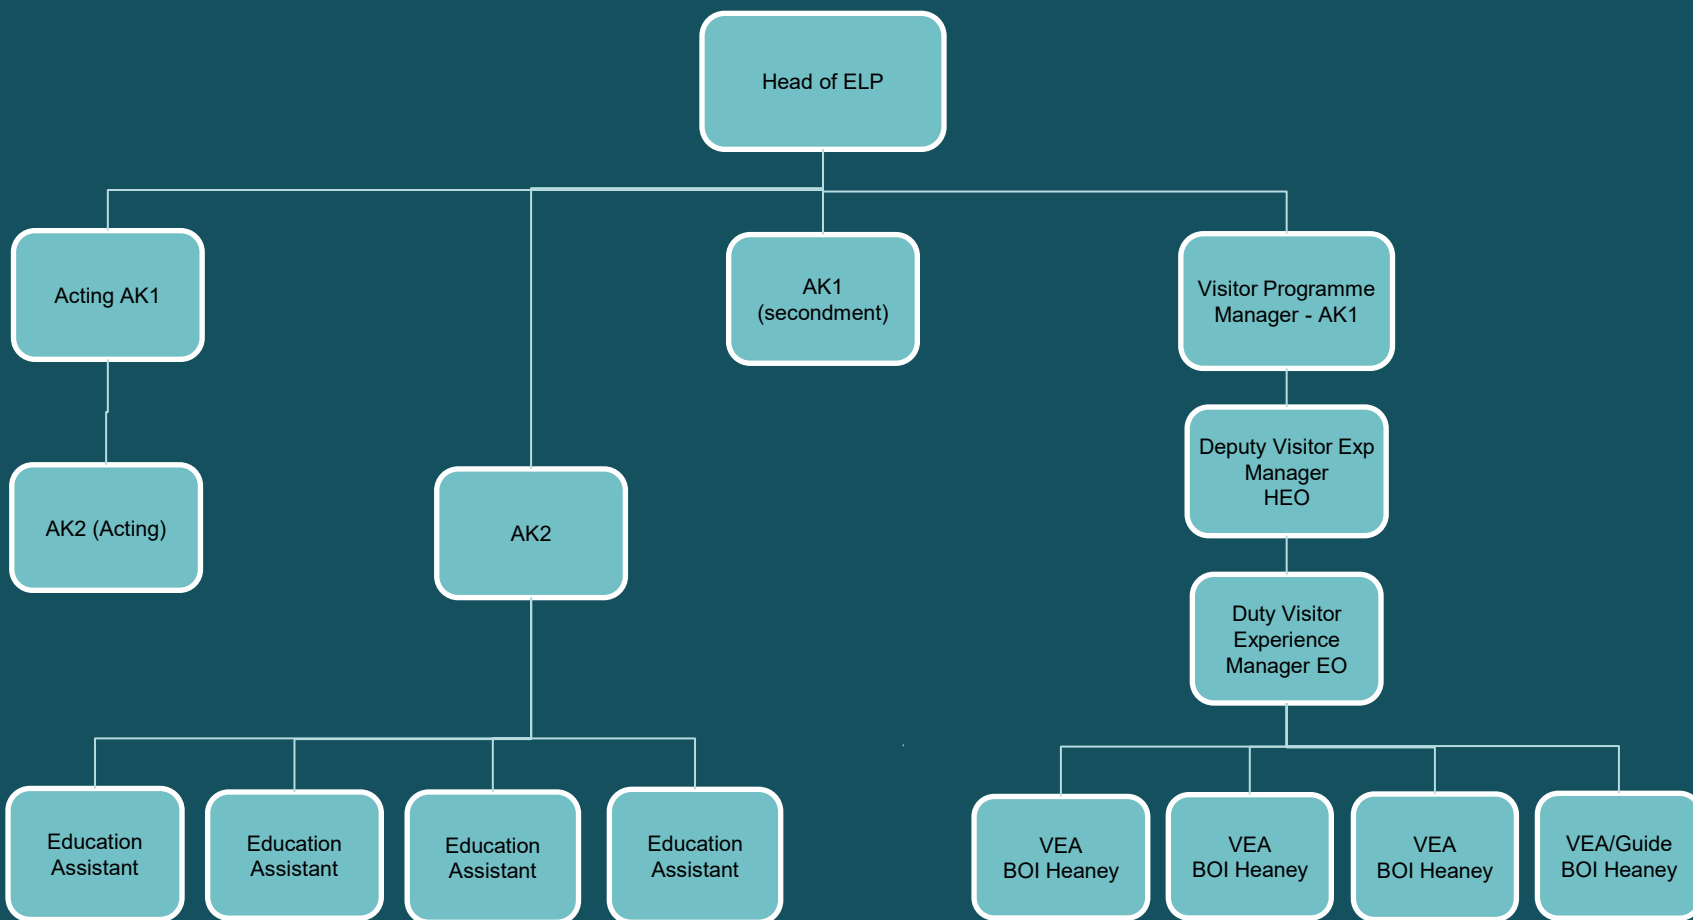 Head of ELP
Acting AK1
AK1
(secondment)
Visitor Programme
Manager - AK1
Deputy Visitor Exp
Manager
HEO
AK2 (Acting)
AK2
Duty Visitor
Experience
Manager EO
Education
Assistant
Education
Assistant
Education
Assistant
Education
Assistant
VEA
BOI Heaney
VEA
BOI Heaney
VEA
BOI Heaney
VEA/Guide
BOI Heaney